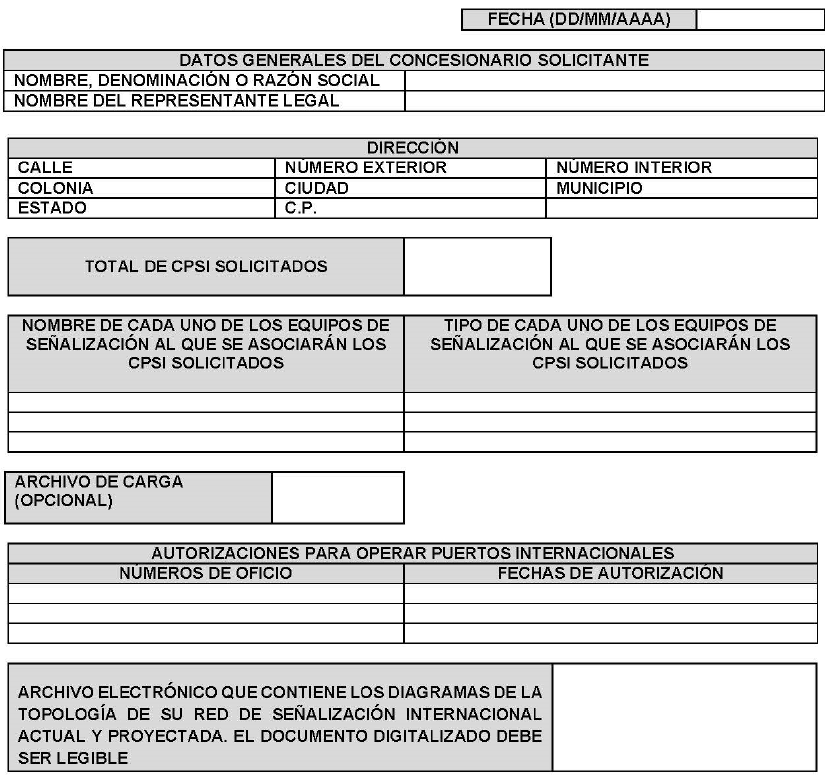 FECHA (DD/MM/AAAA)
DATOS GENERALES DEL CONCESIONARIO SOLICITANTE
NOMBRE, DENOMINACIÓN O RAZÓN SOCIAL
NOMBRE DEL REPRESENTANTE LEGAL
DIRECCIÓN
CALLE NÚMERO EXTERIOR NÚMERO INTERIOR
COLONIA CIUDAD MUNICIPIO
ESTADO C.P.
TOTAL DE CPSI SOLICITADOS
NOMBRE DE CADA UNO DE LOS EQUIPOS DE
SEÑALIZACIÓN AL QUE SE ASOCIARÁN LOS
CPSI SOLICITADOS
TIPO DE CADA UNO DE LOS EQUIPOS DE
SEÑALIZACIÓN AL QUE SE ASOCIARÁN LOS
CPSI SOLICITADOS
ARCHIVO DE CARGA
(OPCIONAL)
AUTORIZACIONES PARA OPERAR PUERTOS INTERNACIONALES
NÚMEROS DE OFICIO FECHAS DE AUTORIZACIÓN
ARCHIVO ELECTRÓNICO QUE CONTIENE LOS DIAGRAMAS DE LA
TOPOLOGÍA DE SU RED DE SEÑALIZACIÓN INTERNACIONAL
ACTUAL Y PROYECTADA. EL DOCUMENTO DIGITALIZADO DEBE
SER LEGIBLE